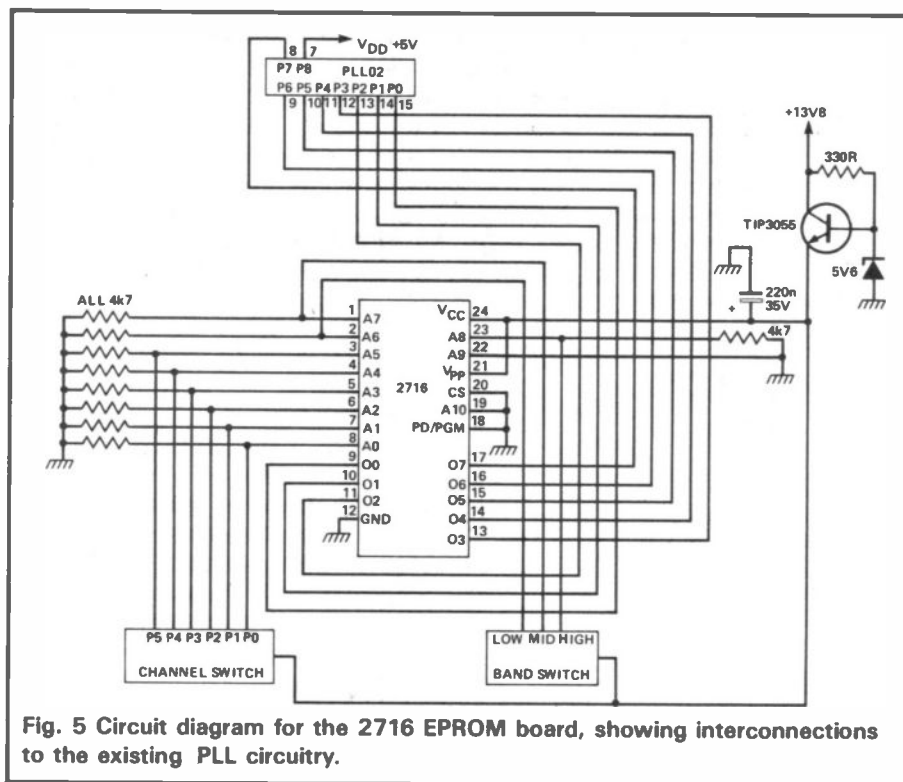 8 7 VDD +5V
P7 P8 PLL02
P6 P5 P4 P3 P2 P1 P0
9 10 11 12 13 14 15
+13V8
330R
TIP3055
5V6
220n
35V
+
4k7
ALL 4k7
1 A7
2 A6
3 A5
4 A4
5 A3
6 A2
7 A1
8 A0
9 O0
10 O1
11 O2
12 GND
2716
VCC 24
A8 23
A9 22
VPP 21
CS 20
A10 19
PD/PGM 18
O7 17
O6 16
O5 15
O4 14
O3 13
P5 P4 P3 P2 P1 P0
CHANNEL SWITCH
LOW MID HIGH
BAND SWITCH
Fig. 5 Circuit diagram for the 2716 EPROM board, showing interconnections
to the existing PLL circuitry.